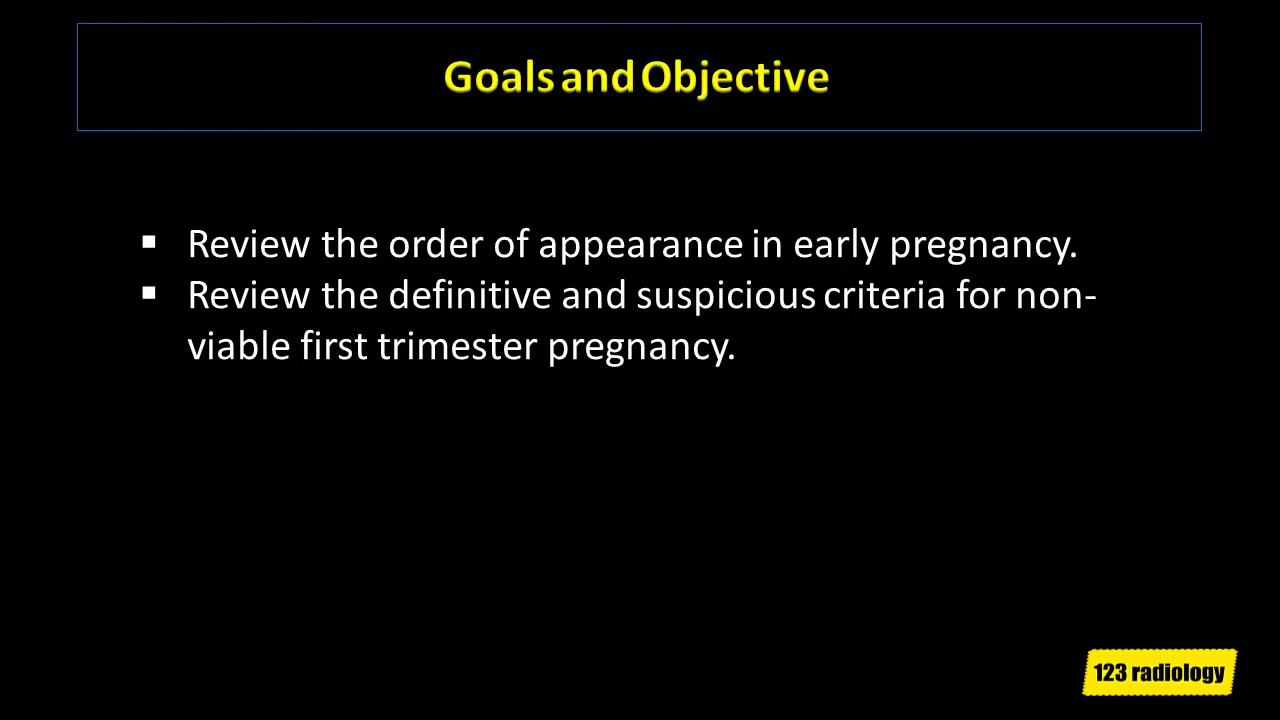 Goals and Objective
▪ Review the order of appearance in early pregnancy.
▪ Review the definitive and suspicious criteria for non-
viable first trimester pregnancy.
123 radiology